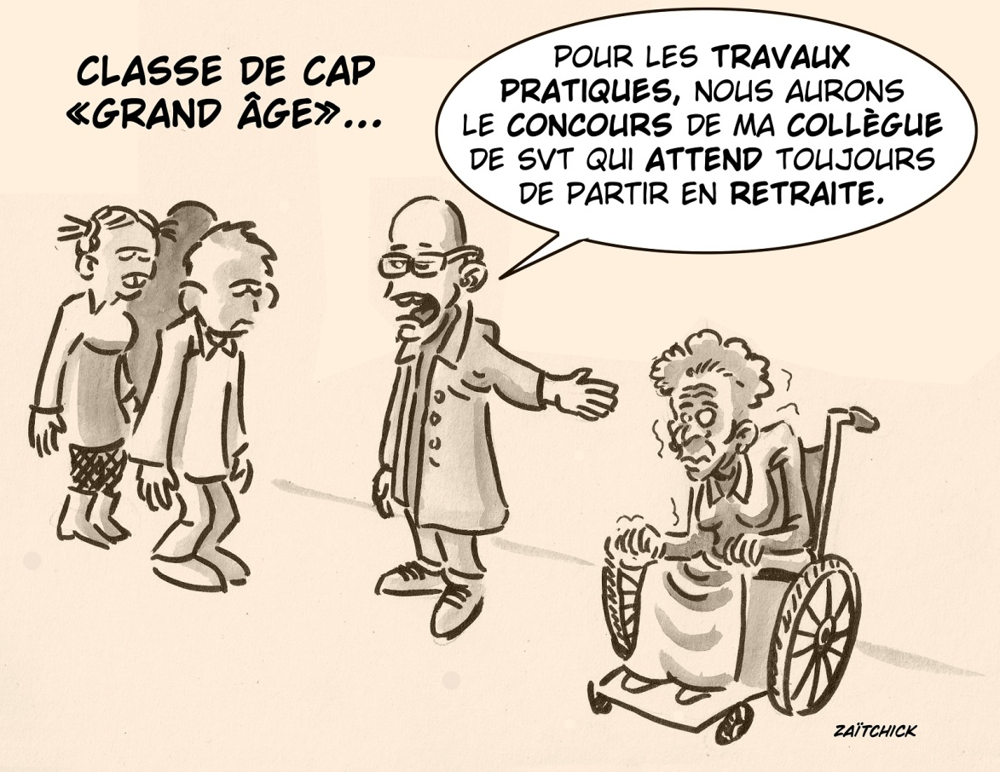 CLASSE DE CAP
«GRAND ÂGE»...
POUR LES TRAVAUX
PRATIQUES, NOUS AURONS
LE CONCOURS DE MA COLLÈGUE
DE SVT QUI ATTEND TOUJOURS
DE PARTIR EN RETRAITE.
ZAÏTCHICK